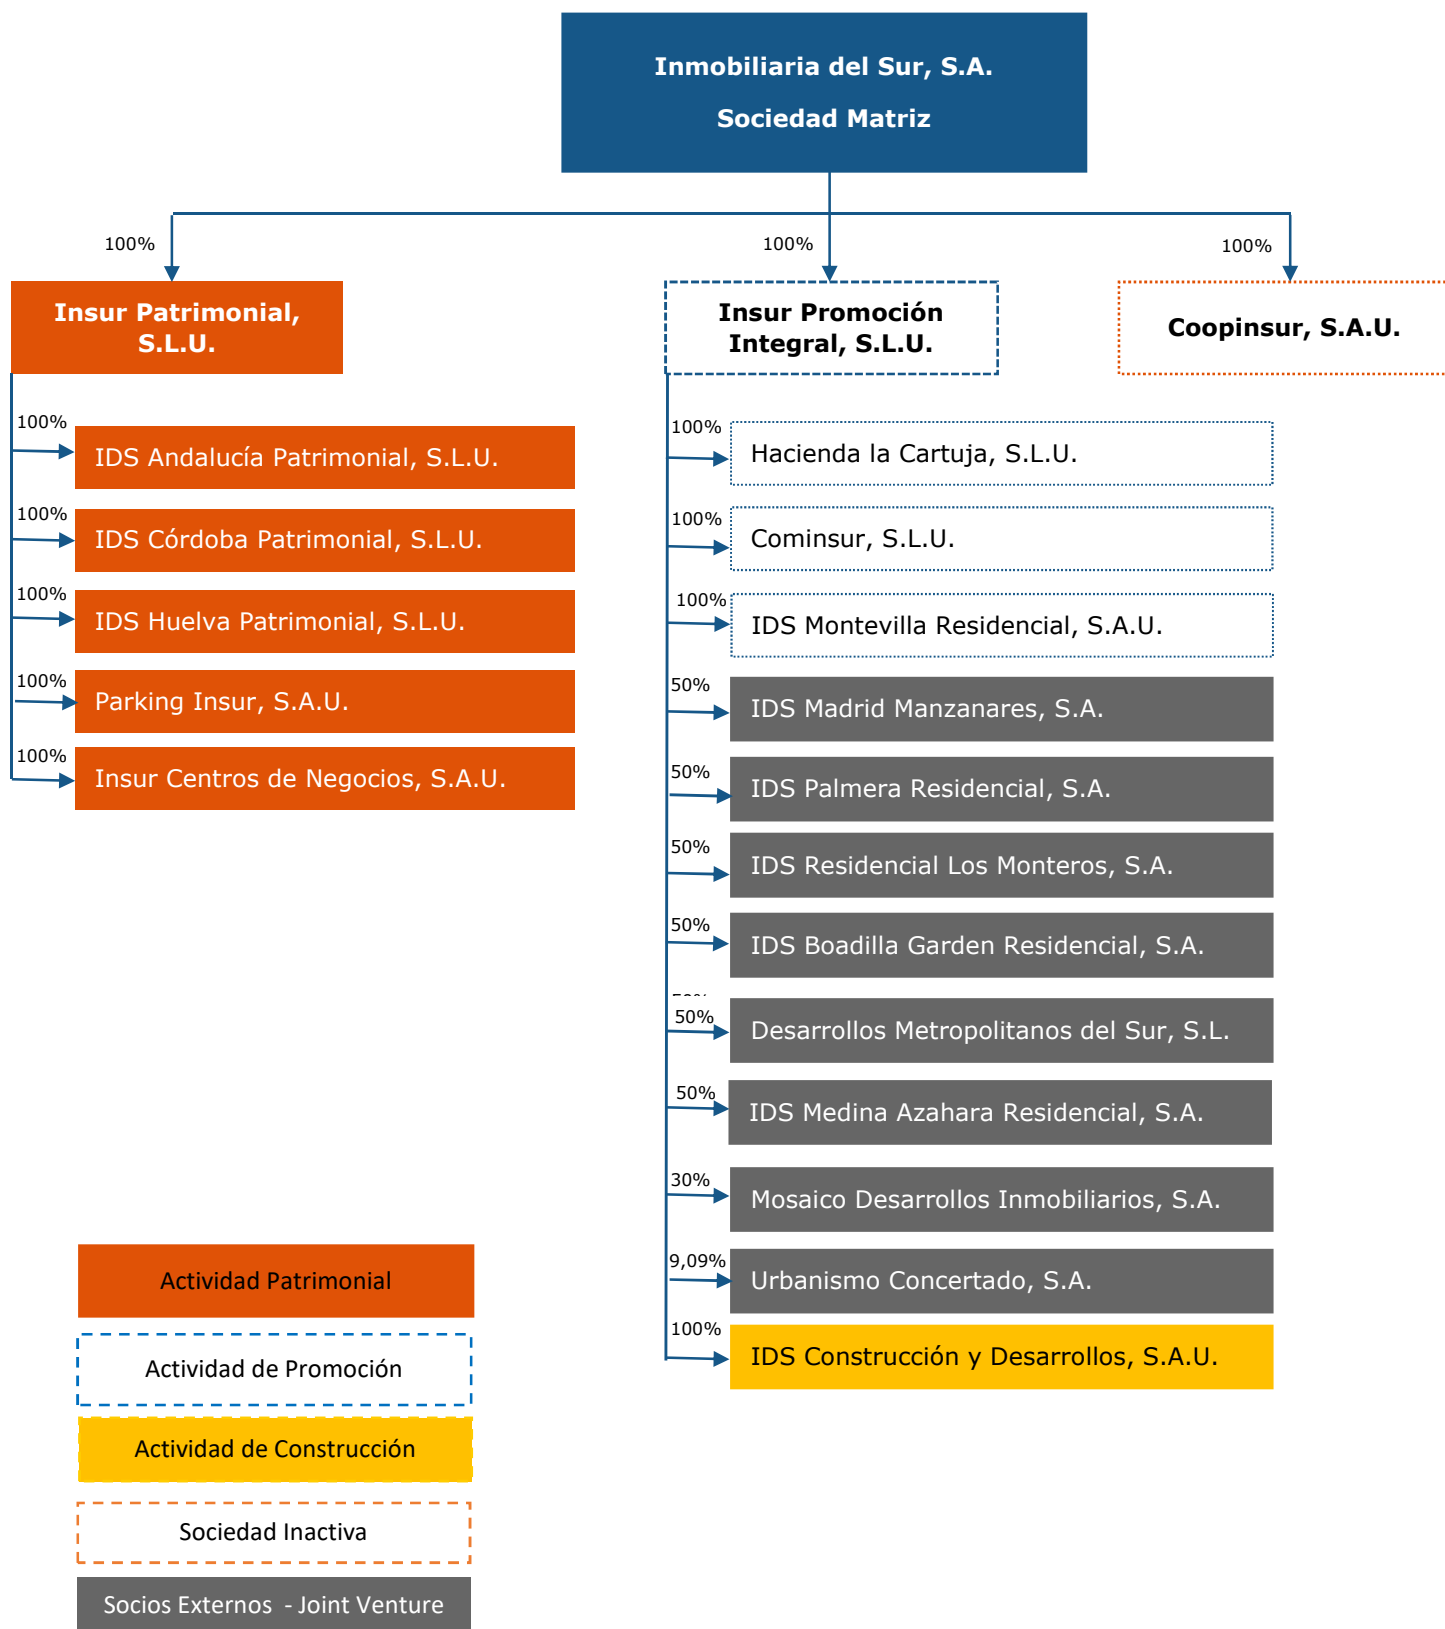 Inmobiliaria del Sur, S.A.
Sociedad Matriz
100%
100%
100%
Insur Patrimonial,
S.L.U.
Insur Promoción
Integral, S.L.U.
Coopinsur, S.A.U.
100%
IDS Andalucía Patrimonial, S.L.U.
100%
IDS Córdoba Patrimonial, S.L.U.
100%
IDS Huelva Patrimonial, S.L.U.
100%
Parking Insur, S.A.U.
100%
Insur Centros de Negocios, S.A.U.
100%
Hacienda la Cartuja, S.L.U.
100%
Cominsur, S.L.U.
100%
IDS Montevilla Residencial, S.A.U.
50%
IDS Madrid Manzanares, S.A.
50%
IDS Palmera Residencial, S.A.
50%
IDS Residencial Los Monteros, S.A.
50%
IDS Boadilla Garden Residencial, S.A.
50%
Desarrollos Metropolitanos del Sur, S.L.
50%
IDS Medina Azahara Residencial, S.A.
30%
Mosaico Desarrollos Inmobiliarios, S.A.
9,09%
Urbanismo Concertado, S.A.
100%
IDS Construcción y Desarrollos, S.A.U.
Actividad Patrimonial
Actividad de Promoción
Actividad de Construcción
Sociedad Inactiva
Socios Externos - Joint Venture